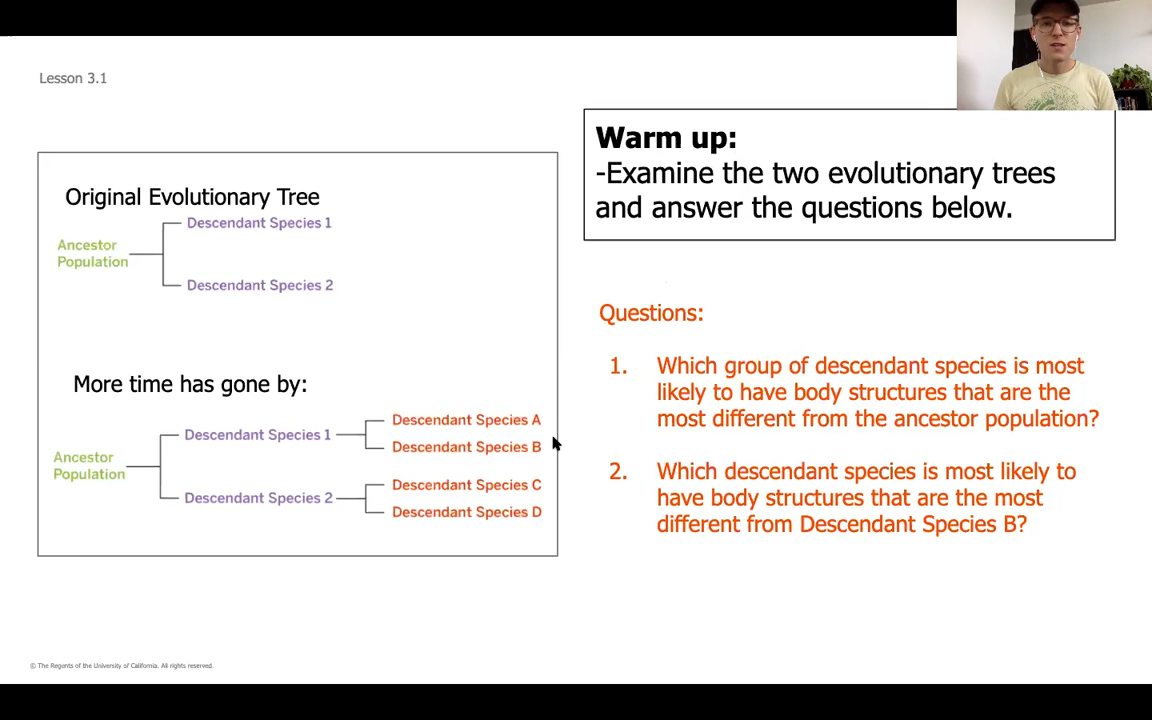 Lesson 3.1
Original Evolutionary Tree
Descendant Species 1
Ancestor
Population
Descendant Species 2
More time has gone by:
Descendant Species A
Descendant Species 1
Descendant Species B
Ancestor
Population
Descendant Species C
Descendant Species 2
Descendant Species D
Warm up:
-Examine the two evolutionary trees
and answer the questions below.
Questions:
1. Which group of descendant species is most
likely to have body structures that are the
most different from the ancestor population?
2. Which descendant species is most likely to
have body structures that are the most
different from Descendant Species B?
© The Regents of the University of California. All rights reserved.